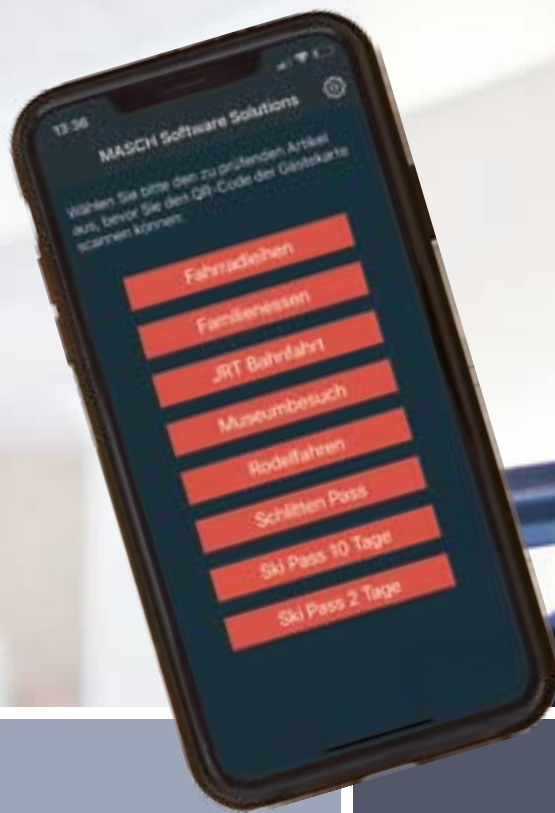 13:56
MASCH Software Solutions
Wählen Sie bitte den zu prüfenden Artikel
aus, bevor Sie den QR-Code der Gästekarte
scannen können:
Fahrradleihen
Familienessen
JRT Bahnfahrt
Museumbesuch
Rodelfahren
Schlitten Pass
Ski Pass 10 Tage
Ski Pass 2 Tage